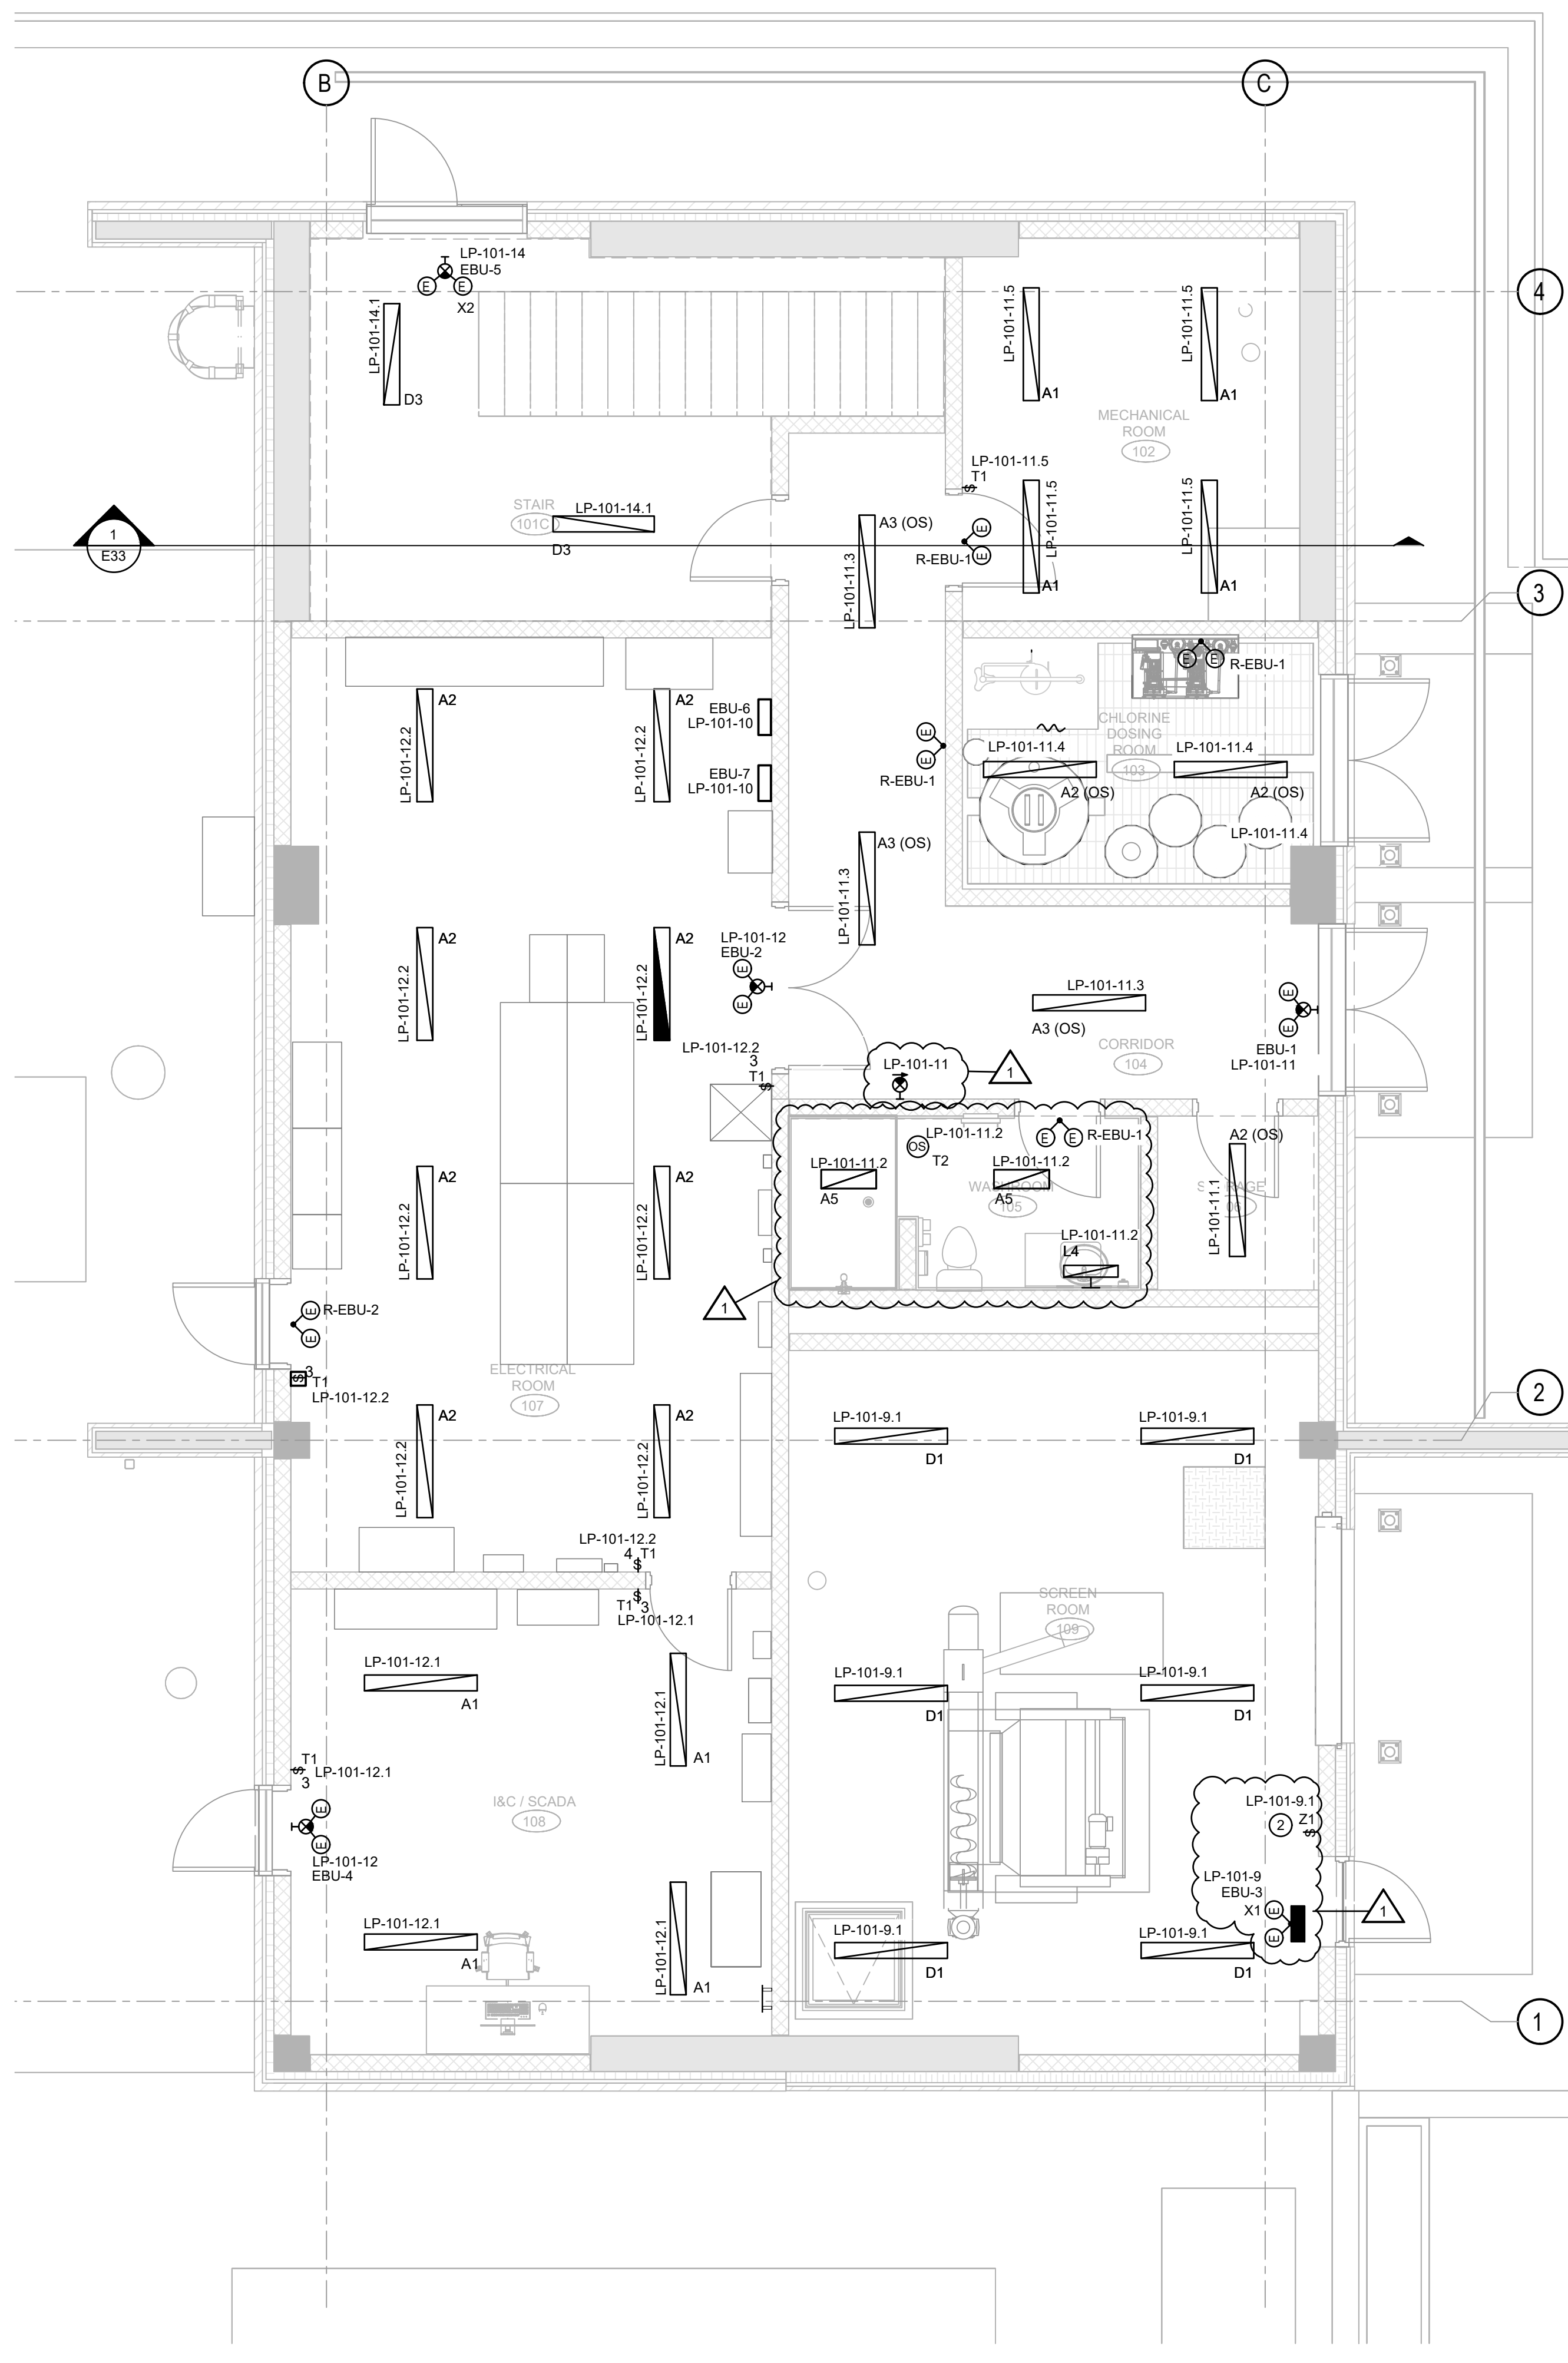 B
C
LP-101-14
EBU-5
E
E
X2
4
LP-101-14.1
D3
LP-101-11.5
A1
LP-101-11.5
A1
MECHANICAL
ROOM
102
LP-101-11.5
T1
$
STAIR
101C
LP-101-14.1
D3
1
E33
A3 (OS)
LP-101-11.3
E
R-EBU-1
E
LP-101-11.5
A1
LP-101-11.5
A1
3
E
E
R-EBU-1
A2
LP-101-12.2
A2
LP-101-12.2
EBU-6
LP-101-10
EBU-7
LP-101-10
E
E
R-EBU-1
CHLORINE
DOSING
ROOM
103
LP-101-11.4
A2 (OS)
LP-101-11.4
A2 (OS)
LP-101-11.4
A3 (OS)
LP-101-11.3
A2
LP-101-12.2
A2
LP-101-12.2
LP-101-12
EBU-2
E
E
LP-101-11.3
A3 (OS)
E
E
EBU-1
LP-101-11
CORRIDOR
104
LP-101-12.2
3
T1
$
LP-101-11
1
LP-101-11.2
OS
T2
E
E
R-EBU-1
A2 (OS)
LP-101-11.1
LP-101-11.2
A5
LP-101-11.2
A5
WASHROOM
105
LP-101-11.2
L4
A2
LP-101-12.2
A2
LP-101-12.2
1
E
R-EBU-2
E
$
3
T1
LP-101-12.2
ELECTRICAL
ROOM
107
2
A2
LP-101-12.2
A2
LP-101-12.2
LP-101-9.1
D1
LP-101-9.1
D1
LP-101-12.2
4
T1
$
T1
$
3
LP-101-12.1
SCREEN
ROOM
109
LP-101-12.1
A1
LP-101-12.1
A1
LP-101-9.1
D1
LP-101-9.1
D1
T1
$
LP-101-12.1
3
E
E
LP-101-12
EBU-4
I&C / SCADA
108
LP-101-9.1
2
Z1
$
LP-101-9
EBU-3
X1
E
E
1
LP-101-12.1
A1
LP-101-12.1
A1
LP-101-9.1
D1
LP-101-9.1
D1
1